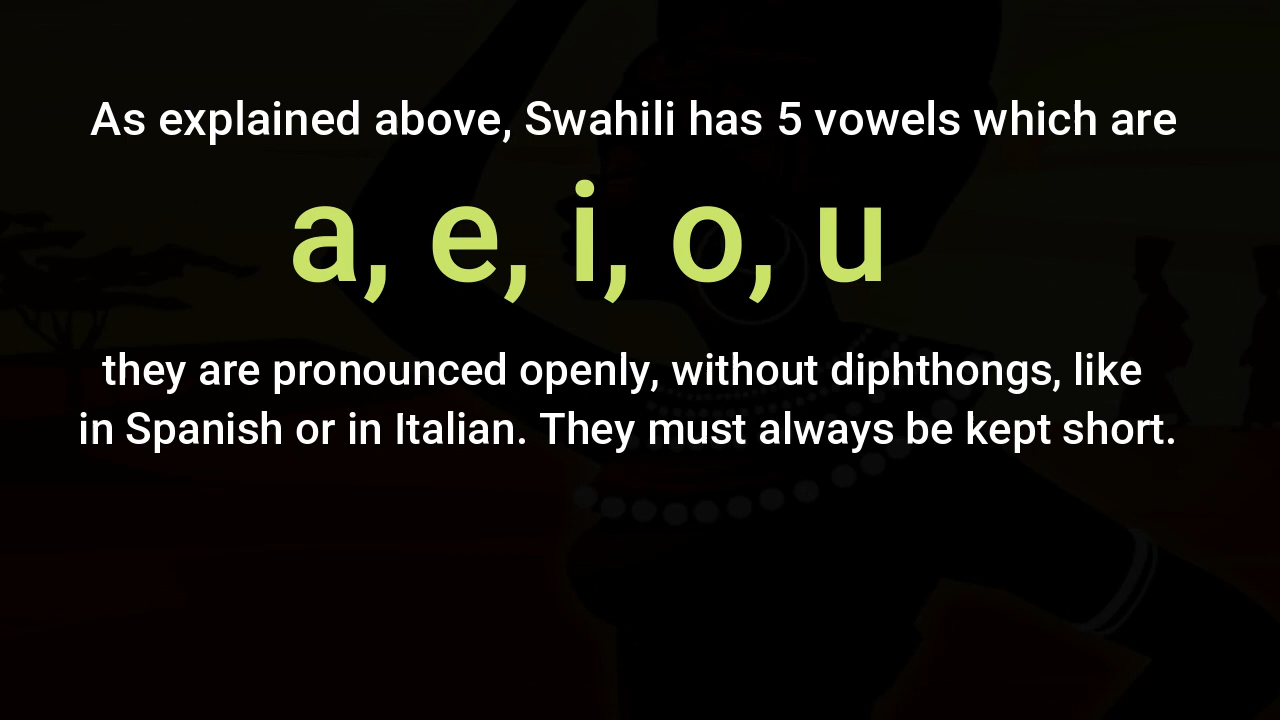 As explained above, Swahili has 5 vowels which are
a, e, i, o, u
they are pronounced openly, without diphthongs, like
in Spanish or in Italian. They must always be kept short.